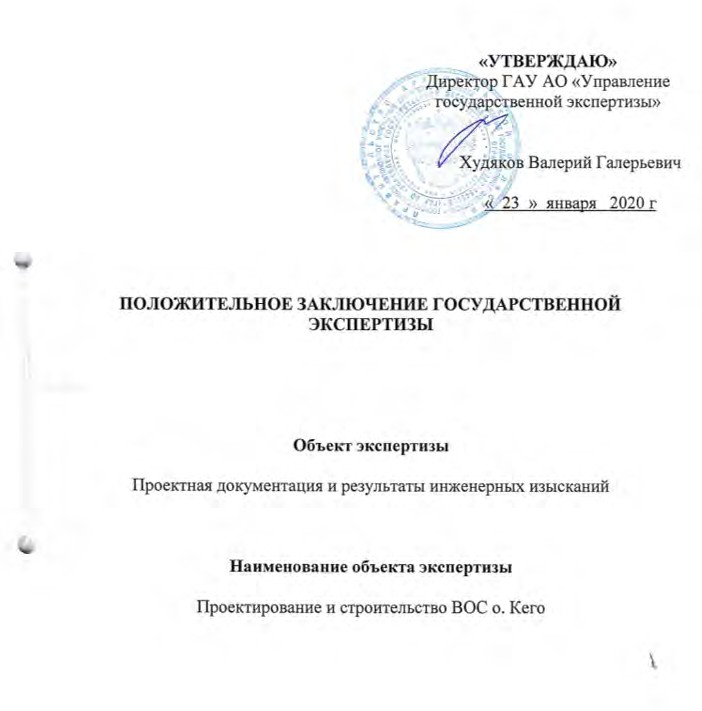 «УТВЕРЖДАЮ»
Директор ГАУ АО «Управление
государственной экспертизы»
Худяков Валерий Галерьевич
« 23 » января 2020 г
ПОЛОЖИТЕЛЬНОЕ ЗАКЛЮЧЕНИЕ ГОСУДАРСТВЕННОЙ
ЭКСПЕРТИЗЫ
Объект экспертизы
Проектная документация и результаты инженерных изысканий
Наименование объекта экспертизы
Проектирование и строительство ВОС о. Кего